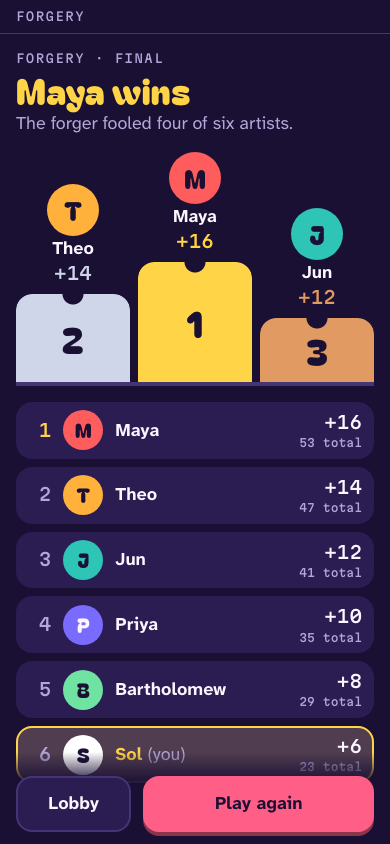 FORGERY
FORGERY · FINAL
Maya wins
The forger fooled four of six artists.
M
Maya
+16
T
Theo
+14
J
Jun
+12
2
1
3
1 M Maya +16
53 total
2 T Theo +14
47 total
3 J Jun +12
41 total
4 P Priya +10
35 total
5 B Bartholomew +8
29 total
6 S Sol (you) +6
23 total
Lobby
Play again